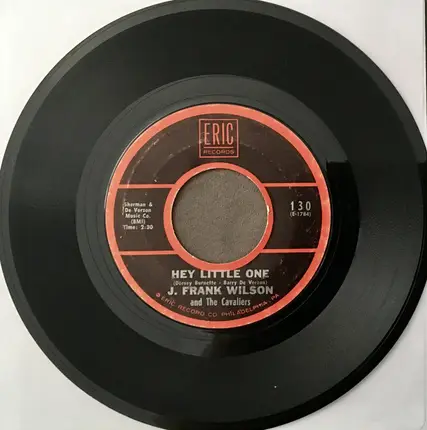 ERIC
RECORDS
Sherman &
De Vorzon
Music Co.
(BMI)
Time: 2:30
130
(E-1784)
HEY LITTLE ONE
(Dorsey Burnette - Barry De Vorzon)
J. FRANK WILSON
and The Cavaliers
ERIC RECORD CO. PHILADELPHIA, PA.